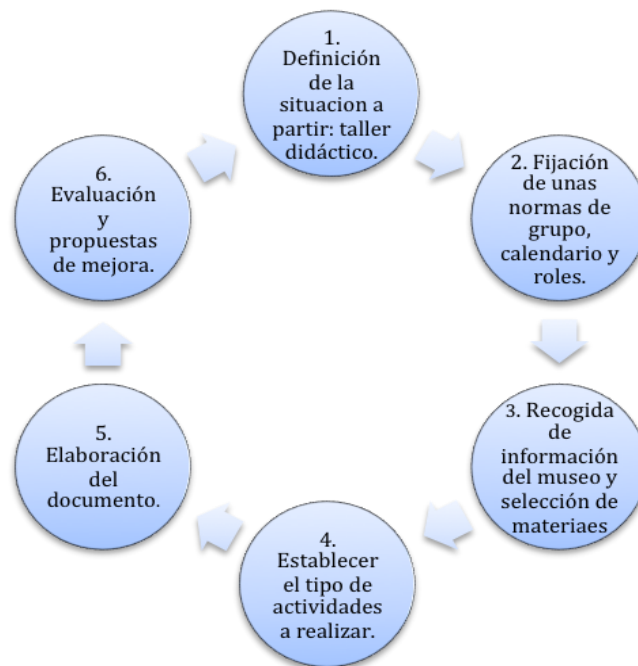 1.
Definición
de la
situacion a
partir: taller
didáctico.
2. Fijación
de unas
normas de
grupo,
calendario y
roles.
3. Recogida
de
información
del museo y
selección de
materiaes
4.
Establecer
el tipo de
actividades
a realizar.
5.
Elaboración
del
documento.
6.
Evaluación
y
propuestas
de mejora.